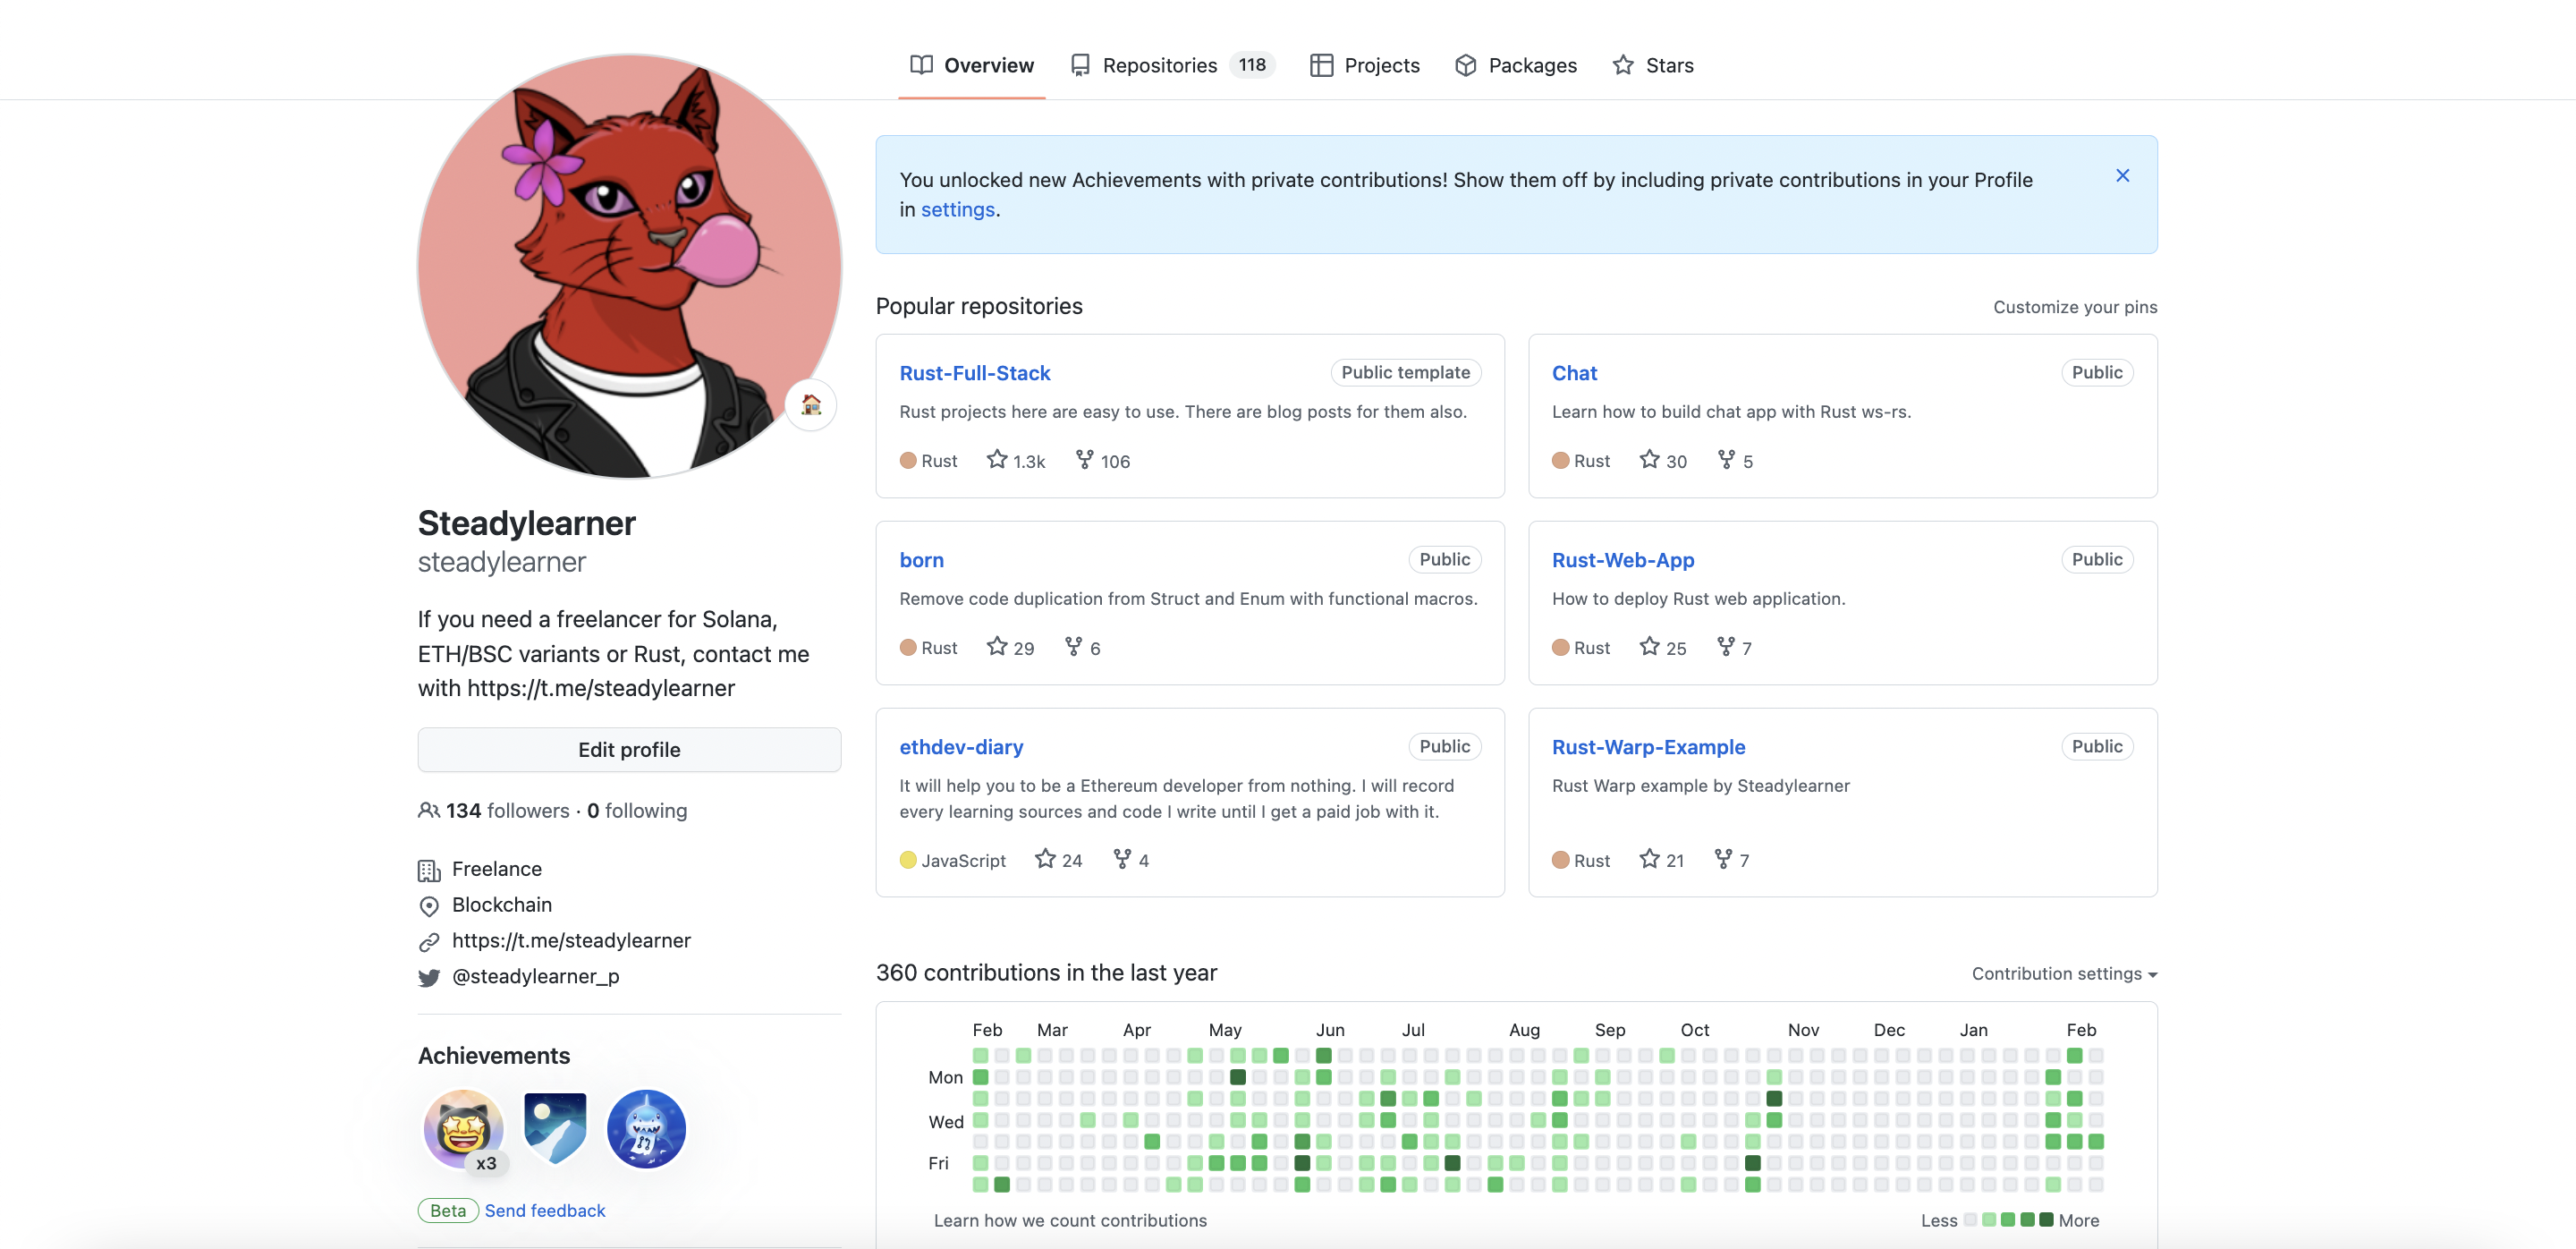 Overview Repositories 118 Projects Packages Stars
You unlocked new Achievements with private contributions! Show them off by including private contributions in your Profile
in settings.
Steadylearner
steadylearner
If you need a freelancer for Solana,
ETH/BSC variants or Rust, contact me
with https://t.me/steadylearner
Edit profile
134 followers · 0 following
Freelance
Blockchain
https://t.me/steadylearner
@steadylearner_p
Achievements
x3
Beta Send feedback
Popular repositories Customize your pins
Rust-Full-Stack Public template
Rust projects here are easy to use. There are blog posts for them also.
Rust 1.3k 106
Chat Public
Learn how to build chat app with Rust ws-rs.
Rust 30 5
born Public
Remove code duplication from Struct and Enum with functional macros.
Rust 29 6
Rust-Web-App Public
How to deploy Rust web application.
Rust 25 7
ethdev-diary Public
It will help you to be a Ethereum developer from nothing. I will record
every learning sources and code I write until I get a paid job with it.
JavaScript 24 4
Rust-Warp-Example Public
Rust Warp example by Steadylearner
Rust 21 7
360 contributions in the last year Contribution settings
Feb Mar Apr May Jun Jul Aug Sep Oct Nov Dec Jan Feb
Mon
Wed
Fri
Learn how we count contributions Less More